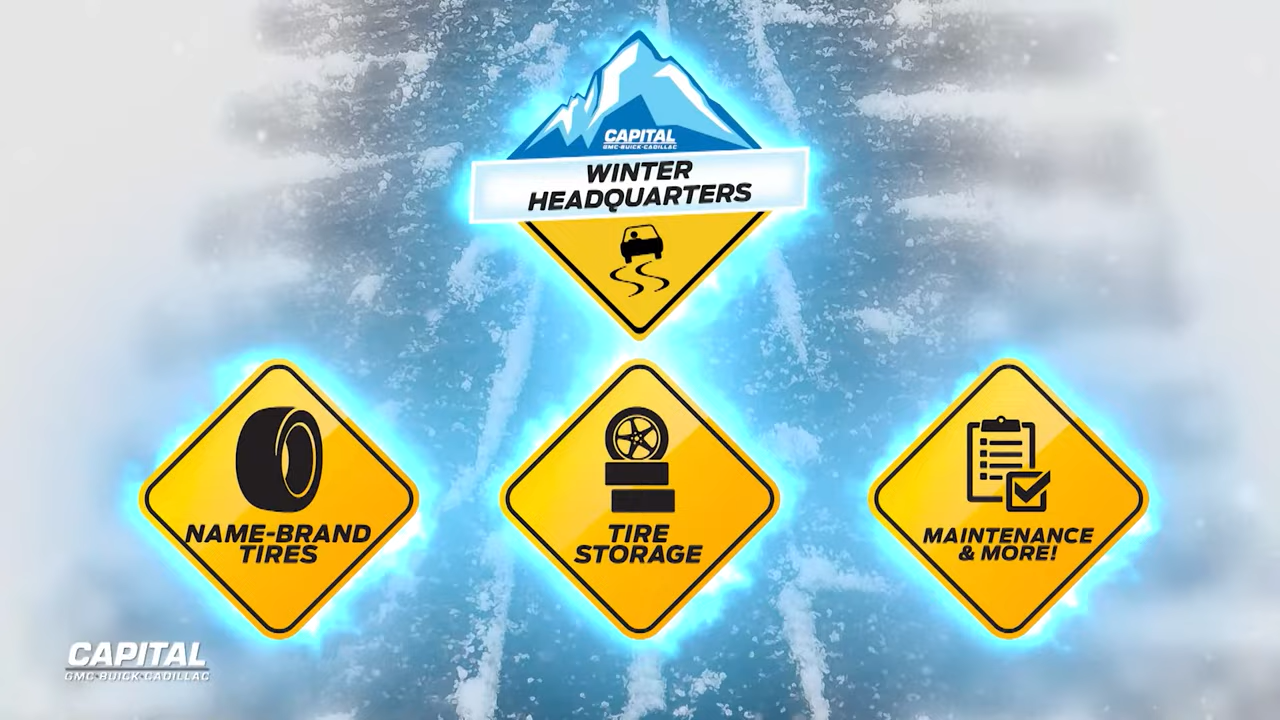 CAPITAL
GMC·BUICK·CADILLAC
WINTER
HEADQUARTERS
NAME-BRAND
TIRES
TIRE
STORAGE
MAINTENANCE
& MORE!
CAPITAL
GMC·BUICK·CADILLAC